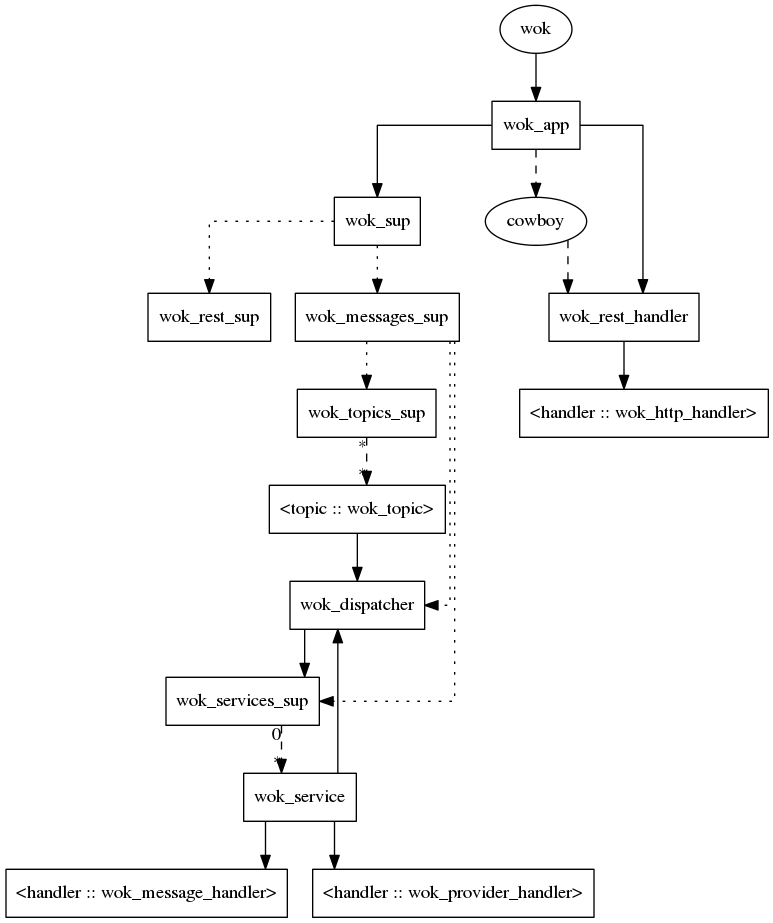 wok
wok_app
wok_sup
cowboy
wok_rest_sup
wok_messages_sup
wok_rest_handler
wok_topics_sup
<handler :: wok_http_handler>
*
*
<topic :: wok_topic>
wok_dispatcher
wok_services_sup
0
*
wok_service
<handler :: wok_message_handler>
<handler :: wok_provider_handler>